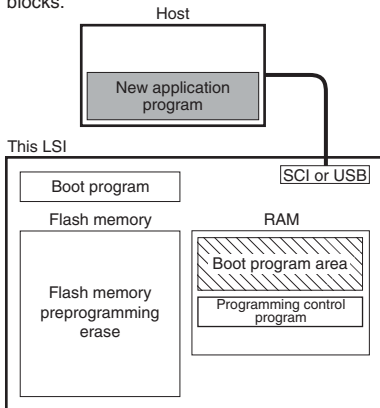 blocks.
Host
New application
program
This LSI
SCI or USB
Boot program
Flash memory
RAM
Boot program area
Flash memory
preprogramming
erase
Programming control
program